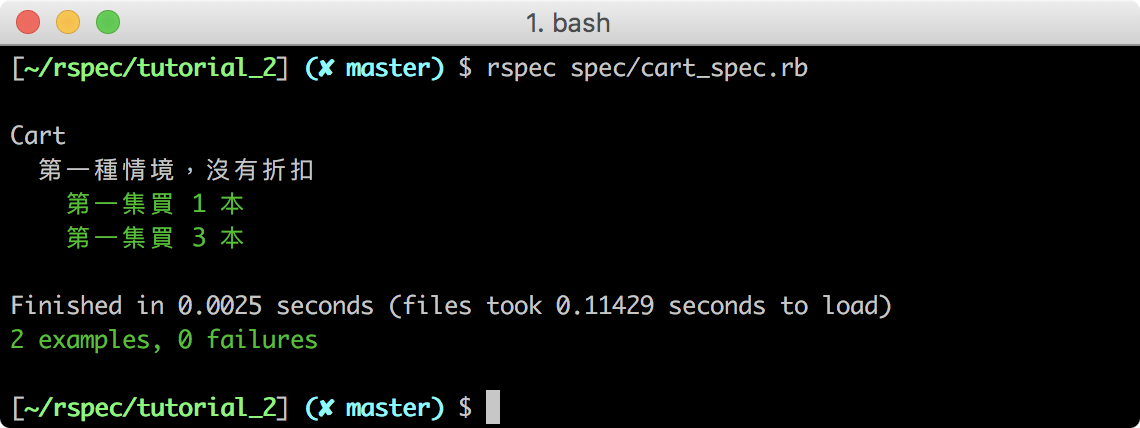 1. bash
[~/rspec/tutorial_2] (✘ master) $ rspec spec/cart_spec.rb
Cart
第一種情境，沒有折扣
第一集買 1 本
第一集買 3 本
Finished in 0.0025 seconds (files took 0.11429 seconds to load)
2 examples, 0 failures
[~/rspec/tutorial_2] (✘ master) $